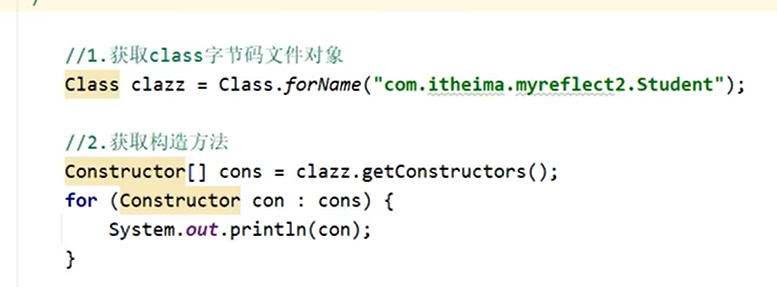 //1.获取class字节码文件对象
Class clazz = Class.forName("com.itheima.myreflect2.Student");
//2.获取构造方法
Constructor[] cons = clazz.getConstructors();
for (Constructor con : cons) {
System.out.println(con);
}